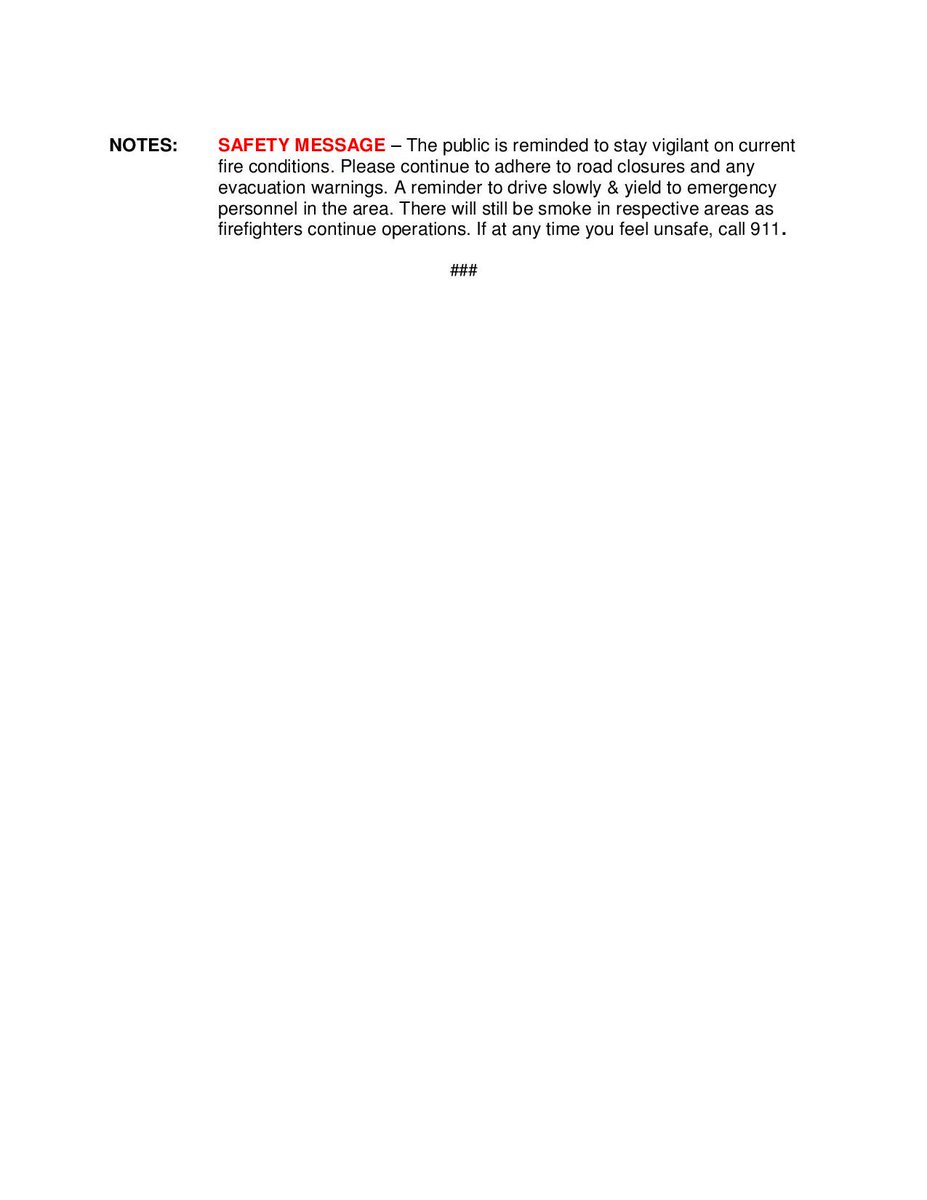 NOTES: SAFETY MESSAGE – The public is reminded to stay vigilant on current
fire conditions. Please continue to adhere to road closures and any
evacuation warnings. A reminder to drive slowly & yield to emergency
personnel in the area. There will still be smoke in respective areas as
firefighters continue operations. If at any time you feel unsafe, call 911.
###